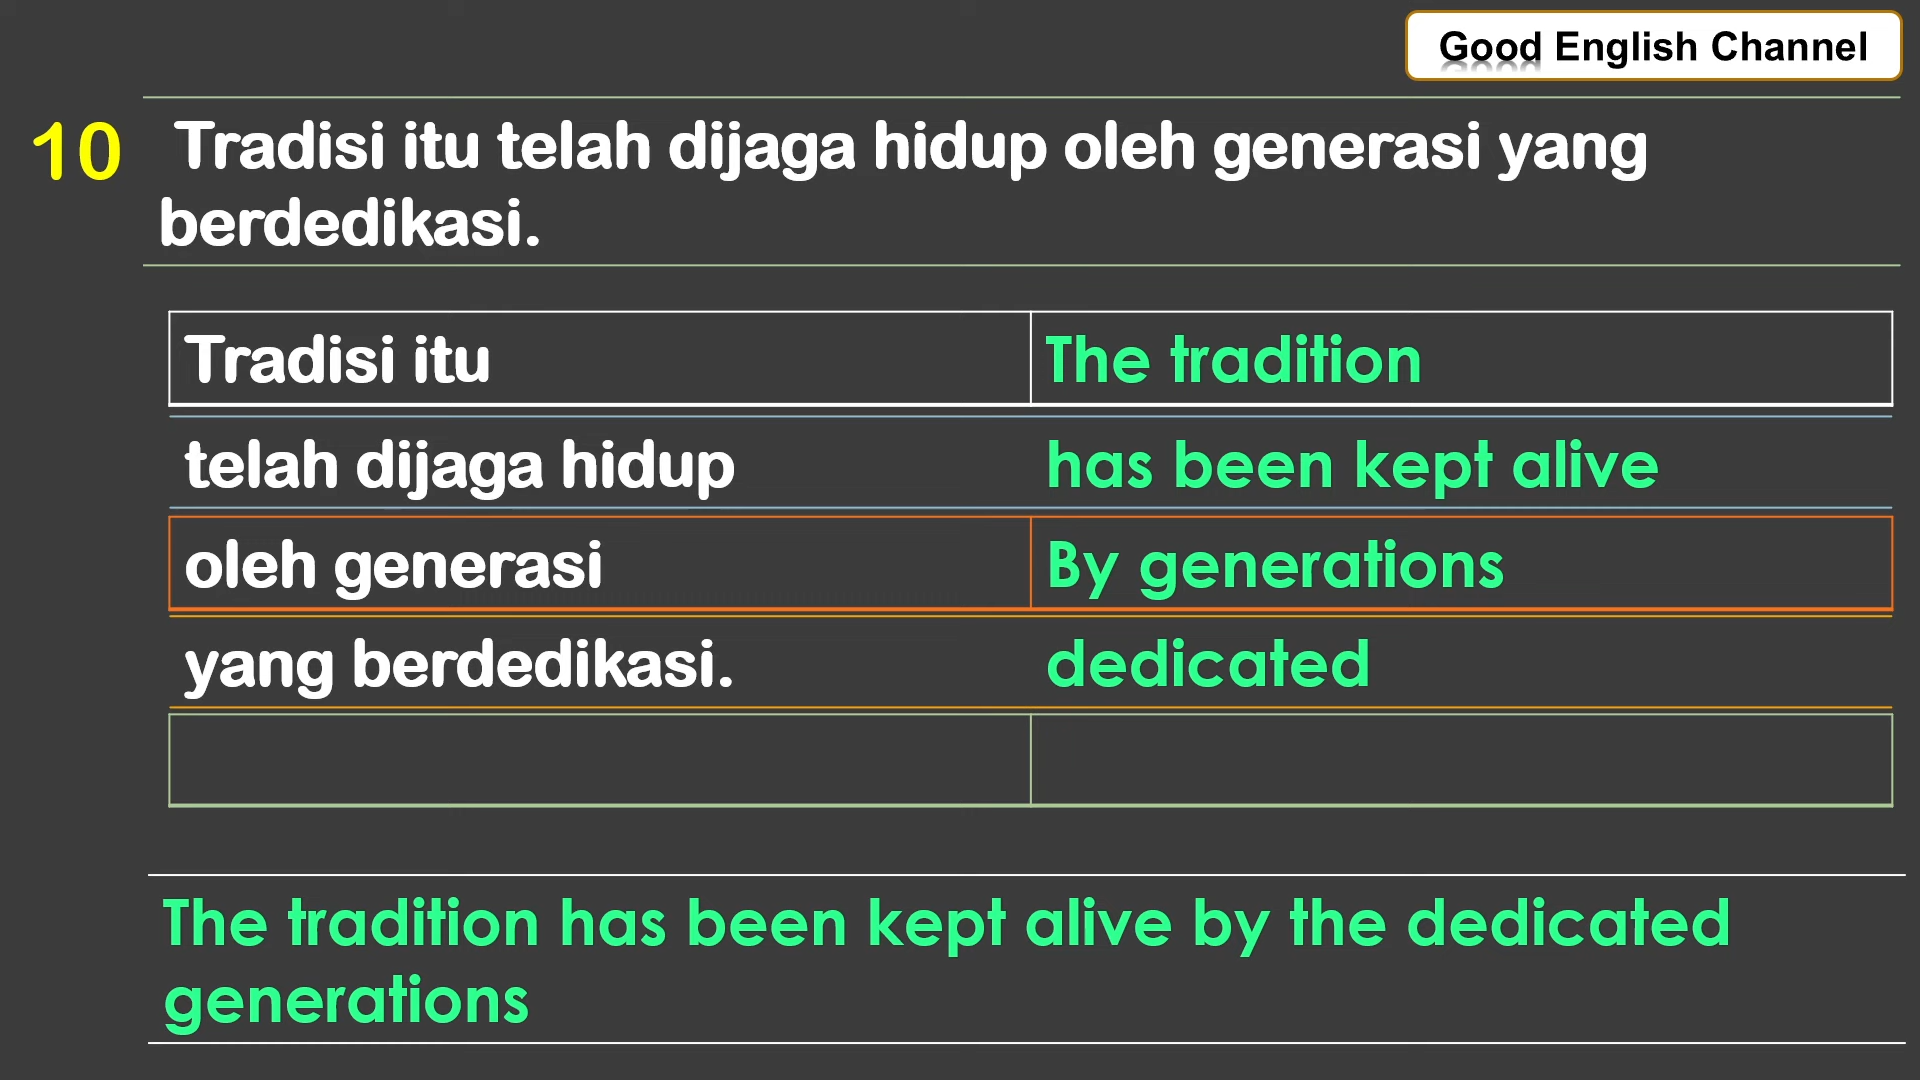 Good English Channel
10 Tradisi itu telah dijaga hidup oleh generasi yang
berdedikasi.
Tradisi itu The tradition
telah dijaga hidup has been kept alive
oleh generasi By generations
yang berdedikasi. dedicated
The tradition has been kept alive by the dedicated
generations